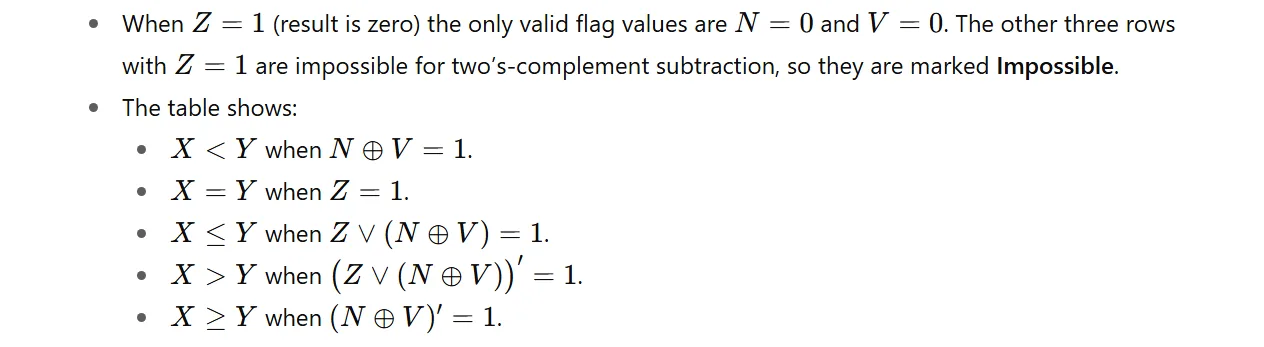 • When Z = 1 (result is zero) the only valid flag values are N = 0 and V = 0. The other three rows
with Z = 1 are impossible for two’s-complement subtraction, so they are marked Impossible.
• The table shows:
• X < Y when N ⊕ V = 1.
• X = Y when Z = 1.
• X ≤ Y when Z ∨ (N ⊕ V) = 1.
• X > Y when (Z ∨ (N ⊕ V))′ = 1.
• X ≥ Y when (N ⊕ V)′ = 1.